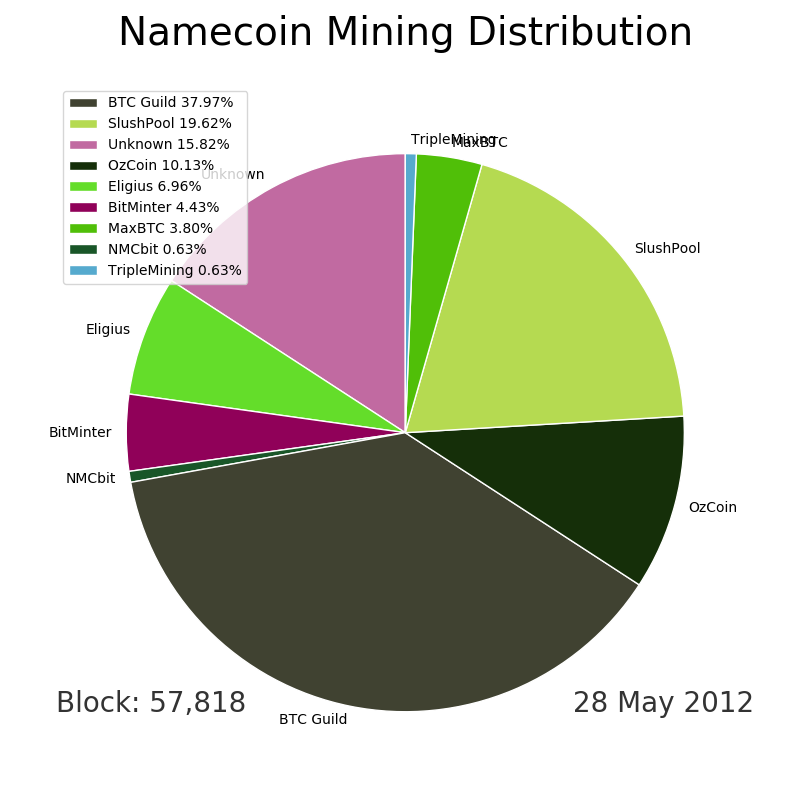 Namecoin Mining Distribution
BTC Guild 37.97%
SlushPool 19.62%
Unknown 15.82%
OzCoin 10.13%
Eligius 6.96%
BitMinter 4.43%
MaxBTC 3.80%
NMCbit 0.63%
TripleMining 0.63%
TripleMining
MaxBTC
Unknown
SlushPool
Eligius
BitMinter
NMCbit
OzCoin
BTC Guild
Block: 57,818
28 May 2012